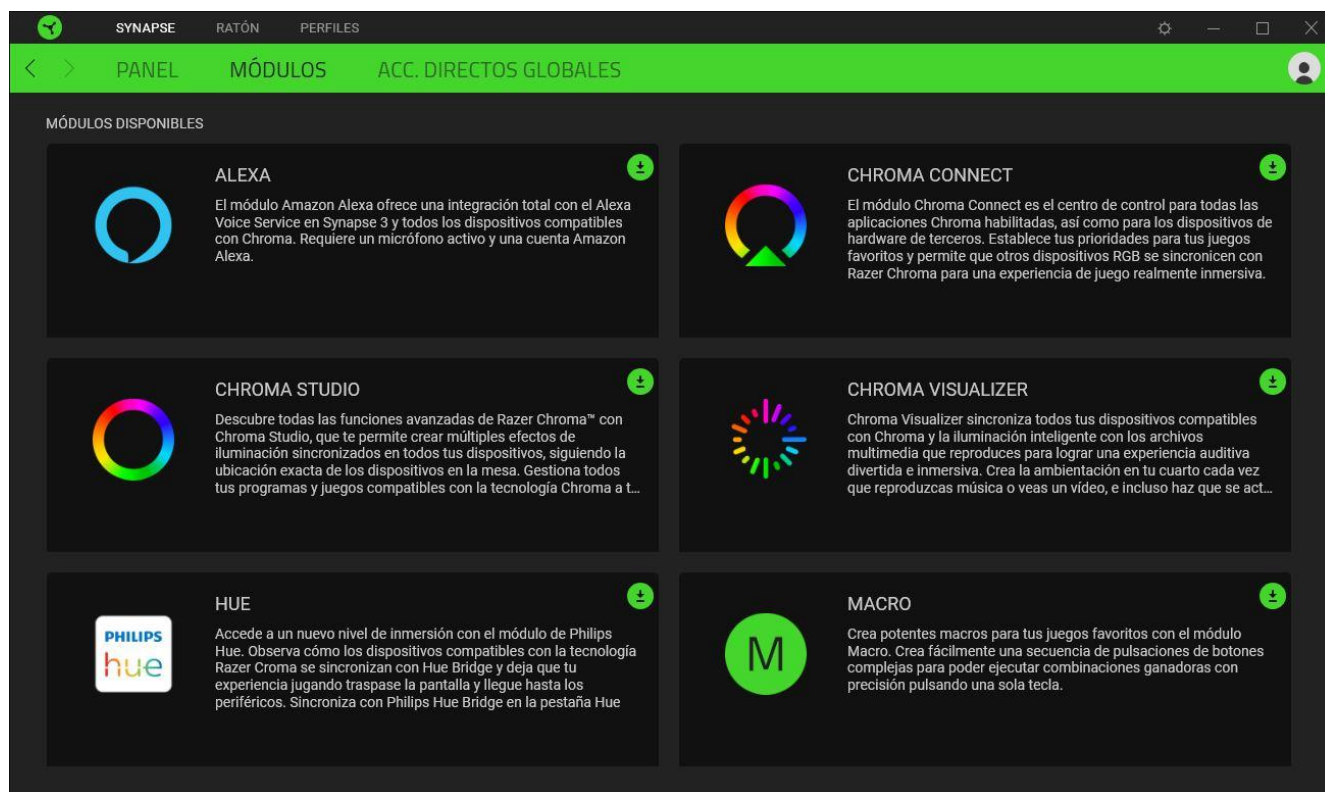 SYNAPSE RATÓN PERFILES
PANEL MÓDULOS ACC. DIRECTOS GLOBALES
MÓDULOS DISPONIBLES
ALEXA
El módulo Amazon Alexa ofrece una integración total con el Alexa
Voice Service en Synapse 3 y todos los dispositivos compatibles
con Chroma. Requiere un micrófono activo y una cuenta Amazon
Alexa.
CHROMA CONNECT
El módulo Chroma Connect es el centro de control para todas las
aplicaciones Chroma habilitadas, así como para los dispositivos de
hardware de terceros. Establece tus prioridades para tus juegos
favoritos y permite que otros dispositivos RGB se sincronicen con
Razer Chroma para una experiencia de juego realmente inmersiva.
CHROMA STUDIO
Descubre todas las funciones avanzadas de Razer Chroma™ con
Chroma Studio, que te permite crear múltiples efectos de
iluminación sincronizados en todos tus dispositivos, siguiendo la
ubicación exacta de los dispositivos en la mesa. Gestiona todos
tus programas y juegos compatibles con la tecnología Chroma a t...
CHROMA VISUALIZER
Chroma Visualizer sincroniza todos tus dispositivos compatibles
con Chroma y la iluminación inteligente con los archivos
multimedia que reproduces para lograr una experiencia auditiva
divertida e inmersiva. Crea la ambientación en tu cuarto cada vez
que reproduzcas música o veas un vídeo, e incluso haz que se act...
PHILIPS
hue
HUE
Accede a un nuevo nivel de inmersión con el módulo de Philips
Hue. Observa cómo los dispositivos compatibles con la tecnología
Razer Croma se sincronizan con Hue Bridge y deja que tu
experiencia jugando traspase la pantalla y llegue hasta los
periféricos. Sincroniza con Philips Hue Bridge en la pestaña Hue
M
MACRO
Crea potentes macros para tus juegos favoritos con el módulo
Macro. Crea fácilmente una secuencia de pulsaciones de botones
complejas para poder ejecutar combinaciones ganadoras con
precisión pulsando una sola tecla.